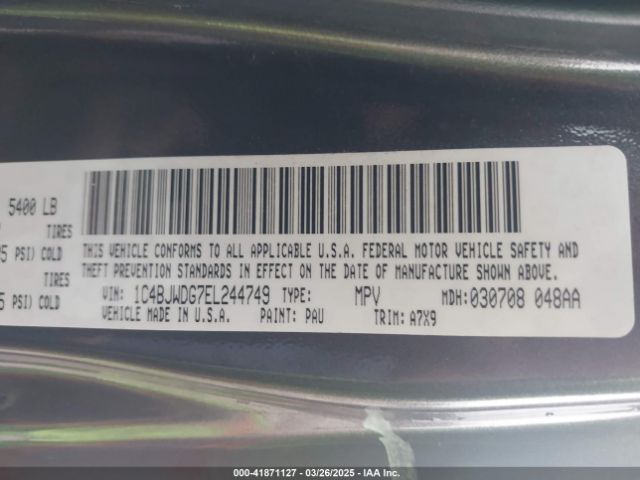 5400 LB
TIRES
5 PSI) COLD
TIRES
5 PSI) COLD
THIS VEHICLE CONFORMS TO ALL APPLICABLE U.S.A. FEDERAL MOTOR VEHICLE SAFETY AND
THEFT PREVENTION STANDARDS IN EFFECT ON THE DATE OF MANUFACTURE SHOWN ABOVE.
VIN: 1C4BJWDG7EL244749 TYPE: MPV MDH: 030708 048AA
VEHICLE MADE IN U.S.A. PAINT: PAU TRIM: A7X9
000-41871127 - 03/26/2025 - IAA Inc.